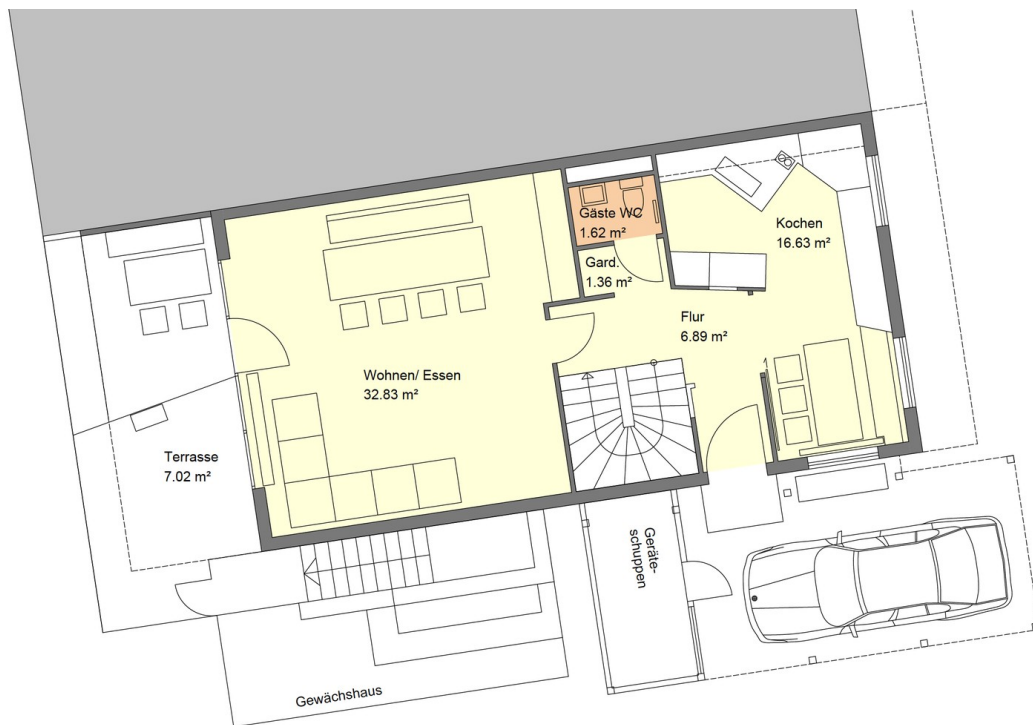 Gäste WC
1.62 m²
Gard.
1.36 m²
Kochen
16.63 m²
Flur
6.89 m²
Wohnen/ Essen
32.83 m²
Terrasse
7.02 m²
Geräte-
schuppen
Gewächshaus